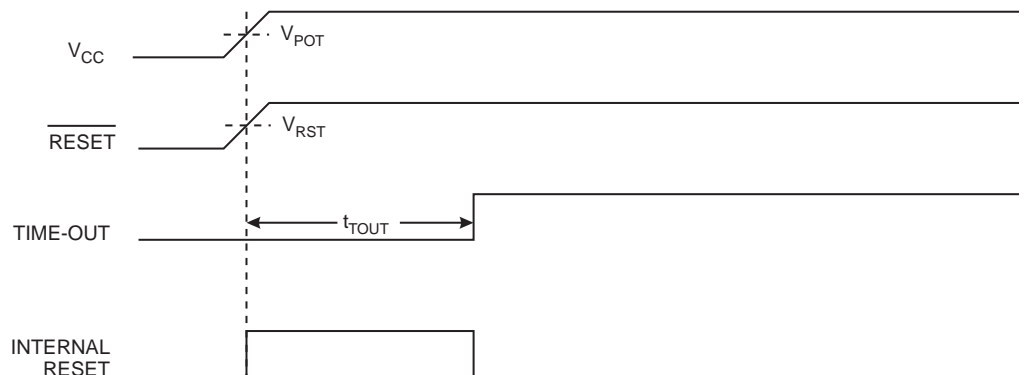 V_POT
V_CC
RESET
V_RST
TIME-OUT
t_TOUT
INTERNAL
RESET